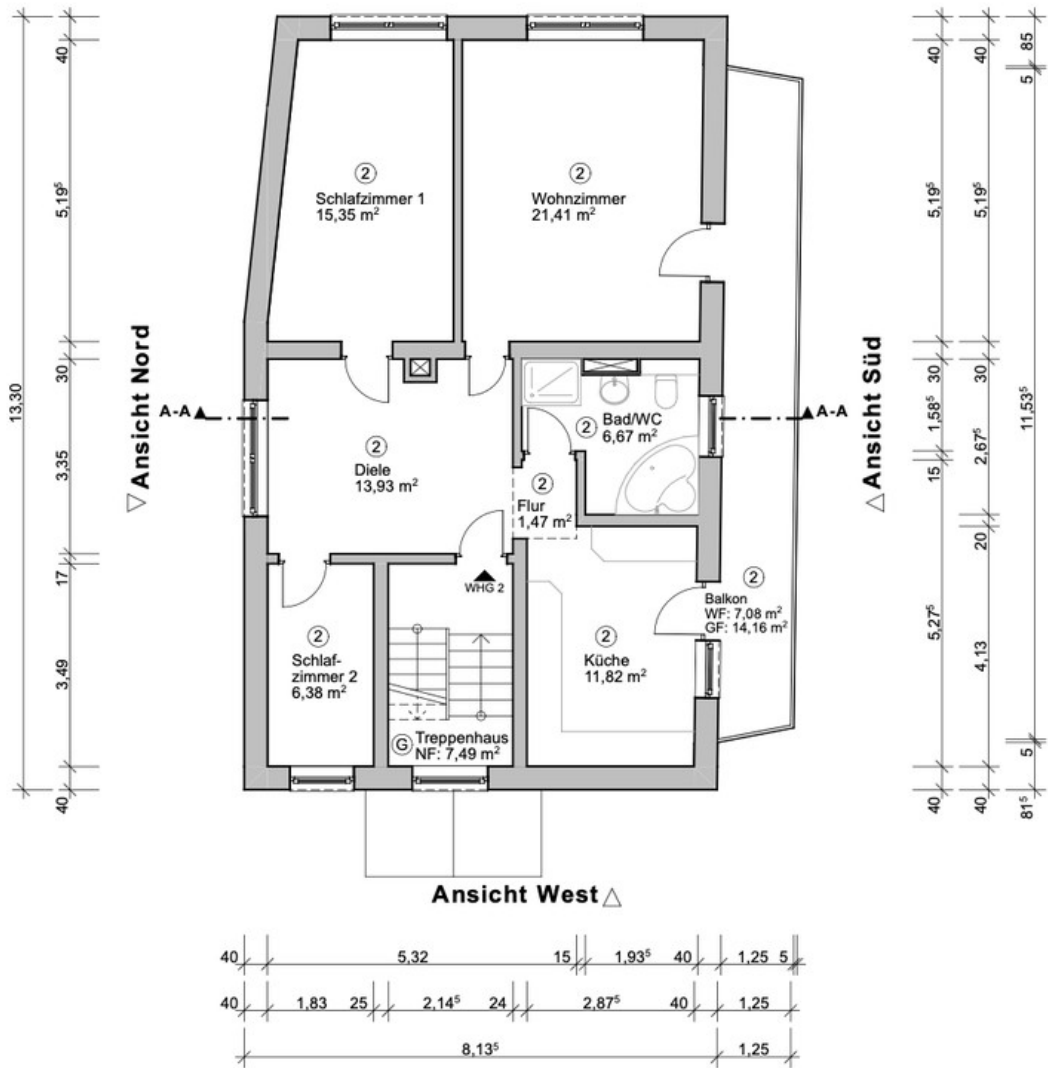 2
Schlafzimmer 1
15,35 m²
2
Wohnzimmer
21,41 m²
▽ Ansicht Nord
A-A
A-A
△ Ansicht Süd
2
Diele
13,93 m²
2
Bad/WC
6,67 m²
2
Flur
1,47 m²
WHG 2
2
Schlaf-
zimmer 2
6,38 m²
G Treppenhaus
NF: 7,49 m²
2
Küche
11,82 m²
2
Balkon
WF: 7,08 m²
GF: 14,16 m²
Ansicht West △
13,30
40
5,19⁵
30
3,35
17
3,49
40
40
5,19⁵
30
1,58⁵
15
5,27⁵
40
40
5,19⁵
30
2,67⁵
20
4,13
40
85
5
11,53⁵
5
81⁵
40 5,32 15 1,93⁵ 40 1,25 5
40 1,83 25 2,14⁵ 24 2,87⁵ 40 1,25
8,13⁵ 1,25